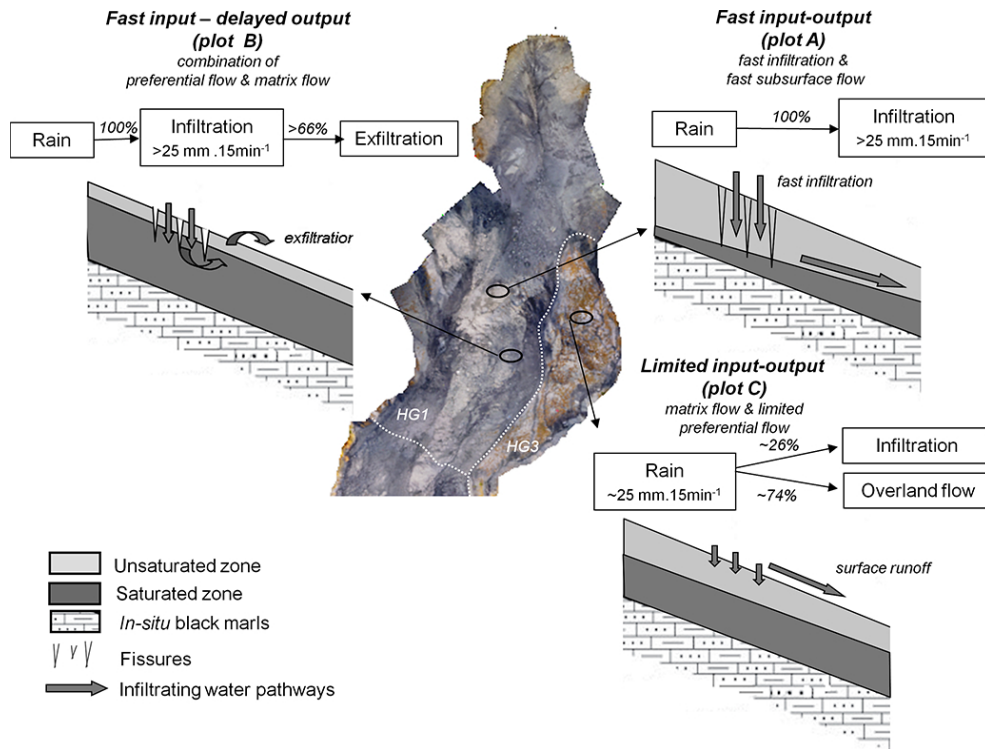 Fast input – delayed output
(plot B)
combination of
preferential flow & matrix flow
Rain
100%
Infiltration
>25 mm .15min⁻¹
>66%
Exfiltration
exfiltratior
Fast input-output
(plot A)
fast infiltration &
fast subsurface flow
Rain
100%
Infiltration
>25 mm.15min⁻¹
fast infiltration
HG1
HG3
Limited input-output
(plot C)
matrix flow & limited
preferential flow
Rain
~25 mm.15min⁻¹
~26%
Infiltration
~74%
Overland flow
surface runoff
Unsaturated zone
Saturated zone
In-situ black marls
Fissures
Infiltrating water pathways